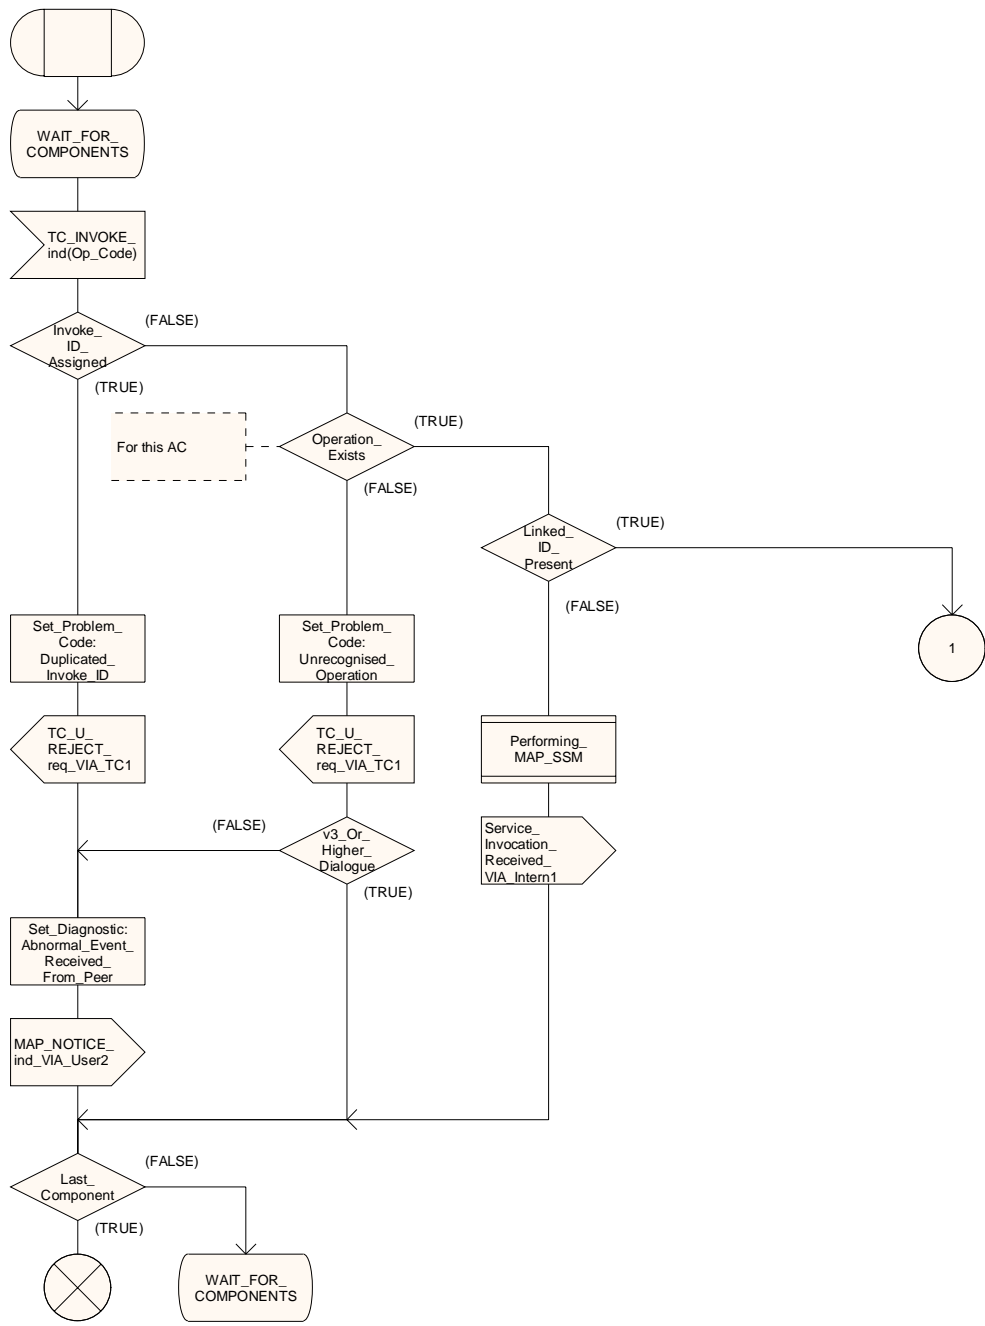 WAIT_FOR_
COMPONENTS
TC_INVOKE_
ind(Op_Code)
(FALSE)
Invoke_
ID_
Assigned
(TRUE)
For this AC
Operation_
Exists
(TRUE)
(FALSE)
Linked_
ID_
Present
(TRUE)
(FALSE)
1
Set_Problem_
Code:
Duplicated_
Invoke_ID
Set_Problem_
Code:
Unrecognised_
Operation
TC_U_
REJECT_
req_VIA_TC1
TC_U_
REJECT_
req_VIA_TC1
Performing_
MAP_SSM
(FALSE)
v3_Or_
Higher_
Dialogue
(TRUE)
Service_
Invocation_
Received_
VIA_Intern1
Set_Diagnostic:
Abnormal_Event_
Received_
From_Peer
MAP_NOTICE_
ind_VIA_User2
(FALSE)
Last_
Component
(TRUE)
WAIT_FOR_
COMPONENTS